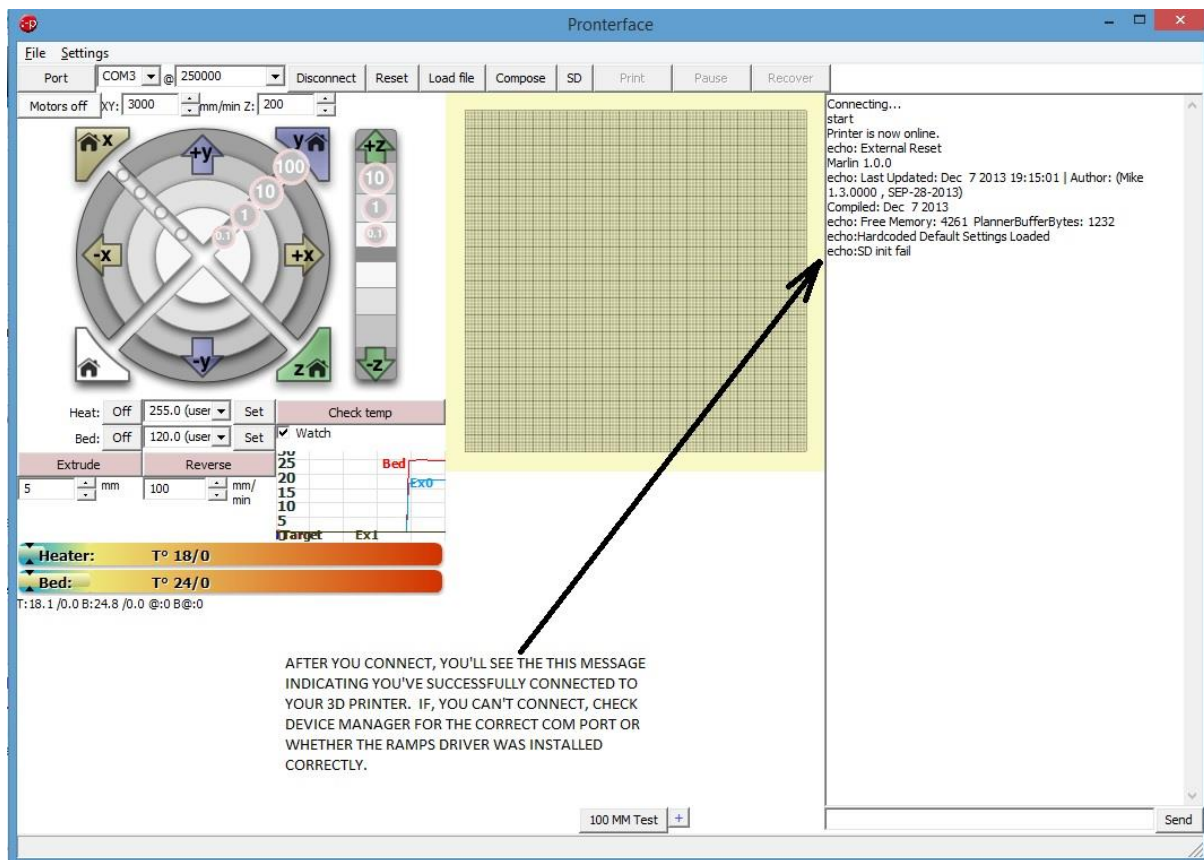 Pronterface
File Settings
Port COM3 @ 250000 Disconnect Reset Load file Compose SD Print Pause Recover
Motors off XY: 3000 mm/min Z: 200
x
y
+y
100
10
1
0.1
-x
+x
-y
z
+z
10
1
0.1
-z
Heat: Off 255.0 (user Set Check temp
Bed: Off 120.0 (user Set Watch
Extrude Reverse
5 mm 100 mm/
min
25 Bed
20 Ex0
15
10
5
Target Ex1
Heater: T° 18/0
Bed: T° 24/0
T:18.1 /0.0 B:24.8 /0.0 @:0 B@:0
Connecting...
start
Printer is now online.
echo: External Reset
Marlin 1.0.0
echo: Last Updated: Dec 7 2013 19:15:01 | Author: (Mike
1.3.0000 , SEP-28-2013)
Compiled: Dec 7 2013
echo: Free Memory: 4261 PlannerBufferBytes: 1232
echo:Hardcoded Default Settings Loaded
echo:SD init fail
AFTER YOU CONNECT, YOU'LL SEE THE THIS MESSAGE
INDICATING YOU'VE SUCCESSFULLY CONNECTED TO
YOUR 3D PRINTER. IF, YOU CAN'T CONNECT, CHECK
DEVICE MANAGER FOR THE CORRECT COM PORT OR
WHETHER THE RAMPS DRIVER WAS INSTALLED
CORRECTLY.
100 MM Test +
Send